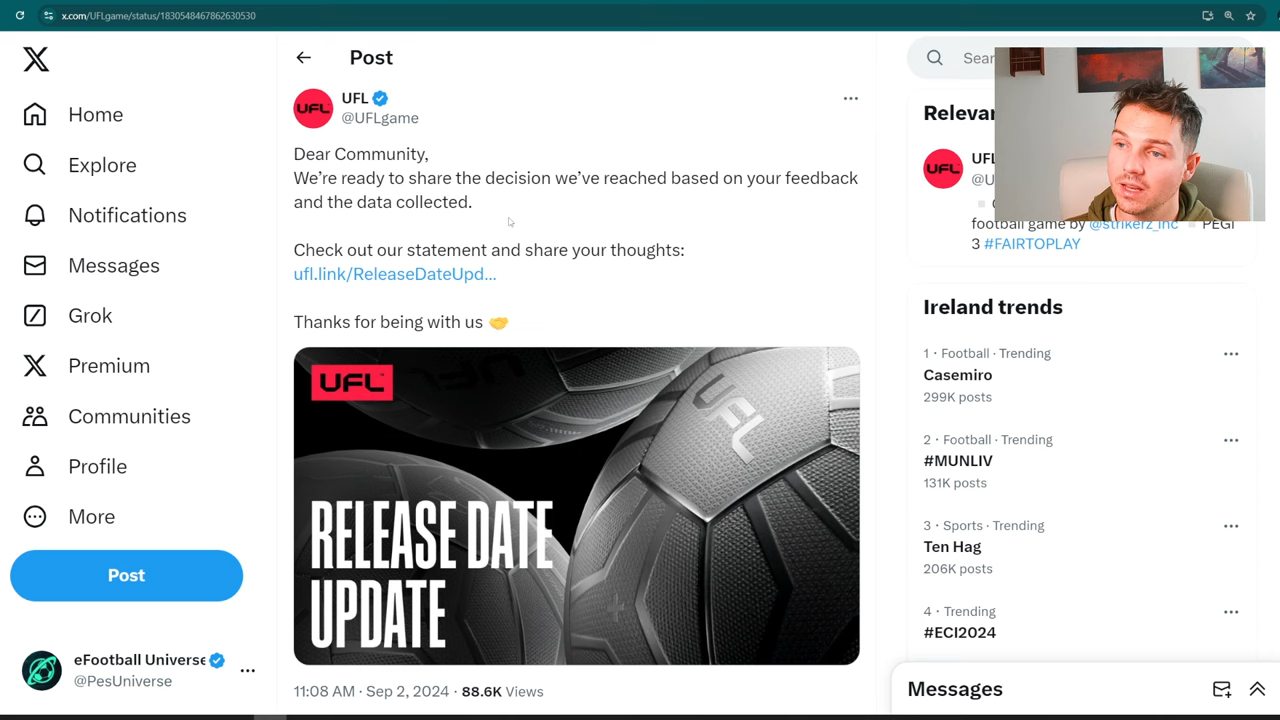 x.com/UFLgame/status/1830548467862630530
Home
Explore
Notifications
Messages
Grok
Premium
Communities
Profile
More
Post
eFootball Universe
@PesUniverse
Post
UFL
UFL
@UFLgame
Dear Community,
We’re ready to share the decision we’ve reached based on your feedback
and the data collected.
Check out our statement and share your thoughts:
ufl.link/ReleaseDateUpd...
Thanks for being with us 🤝
UFL
UFL
UFL
RELEASE DATE
UPDATE
11:08 AM · Sep 2, 2024 · 88.6K Views
Sear
Relevan
UFL
UFL
@U
football game by @strikerz_inc PEGI
3 #FAIRTOPLAY
Ireland trends
1 · Football · Trending
Casemiro
299K posts
2 · Football · Trending
#MUNLIV
131K posts
3 · Sports · Trending
Ten Hag
206K posts
4 · Trending
#ECI2024
Messages